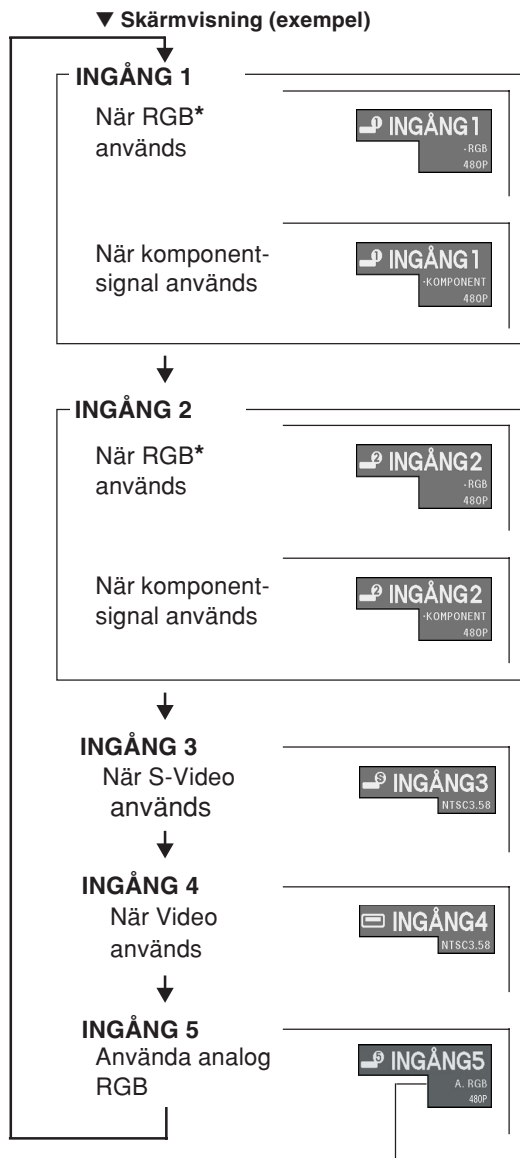 ▼ Skärmvisning (exempel)
INGÅNG 1
När RGB*
används
INGÅNG1
-RGB
480P
När komponent-
signal används
INGÅNG1
-KOMPONENT
480P
INGÅNG 2
När RGB*
används
INGÅNG2
-RGB
480P
När komponent-
signal används
INGÅNG2
-KOMPONENT
480P
INGÅNG 3
När S-Video
används
INGÅNG3
NTSC3.58
INGÅNG 4
När Video
används
INGÅNG4
NTSC3.58
INGÅNG 5
Använda analog
RGB
INGÅNG5
A. RGB
480P